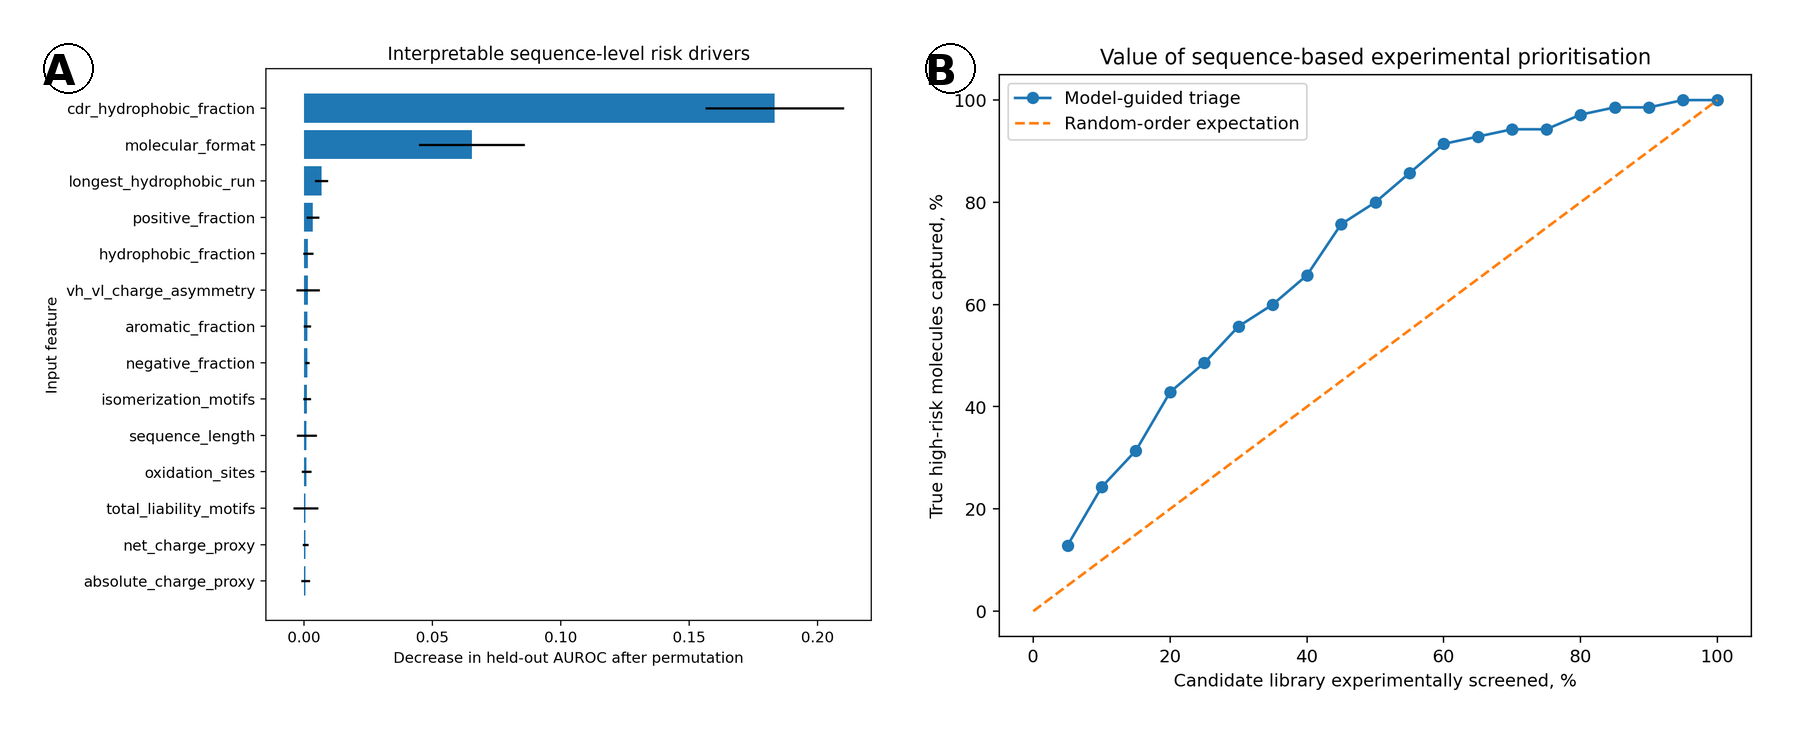 A
Interpretable sequence-level risk drivers
cdr_hydrophobic_fraction
molecular_format
longest_hydrophobic_run
positive_fraction
hydrophobic_fraction
vh_vl_charge_asymmetry
aromatic_fraction
negative_fraction
isomerization_motifs
sequence_length
oxidation_sites
total_liability_motifs
net_charge_proxy
absolute_charge_proxy
Input feature
0.00 0.05 0.10 0.15 0.20
Decrease in held-out AUROC after permutation
B
Value of sequence-based experimental prioritisation
Model-guided triage
Random-order expectation
100
80
60
40
20
0
True high-risk molecules captured, %
0 20 40 60 80 100
Candidate library experimentally screened, %